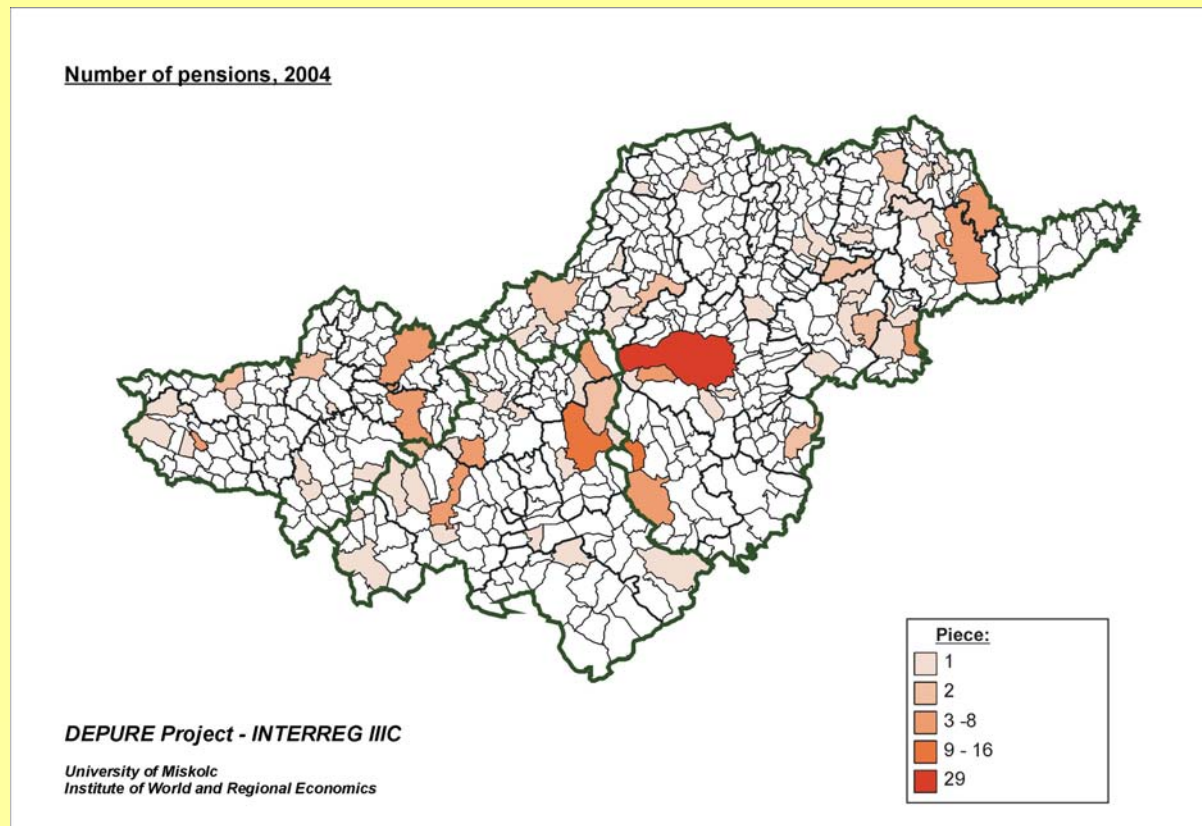 Number of pensions, 2004
Piece:
1
2
3 -8
9 - 16
29
DEPURE Project - INTERREG IIIC
University of Miskolc
Institute of World and Regional Economics